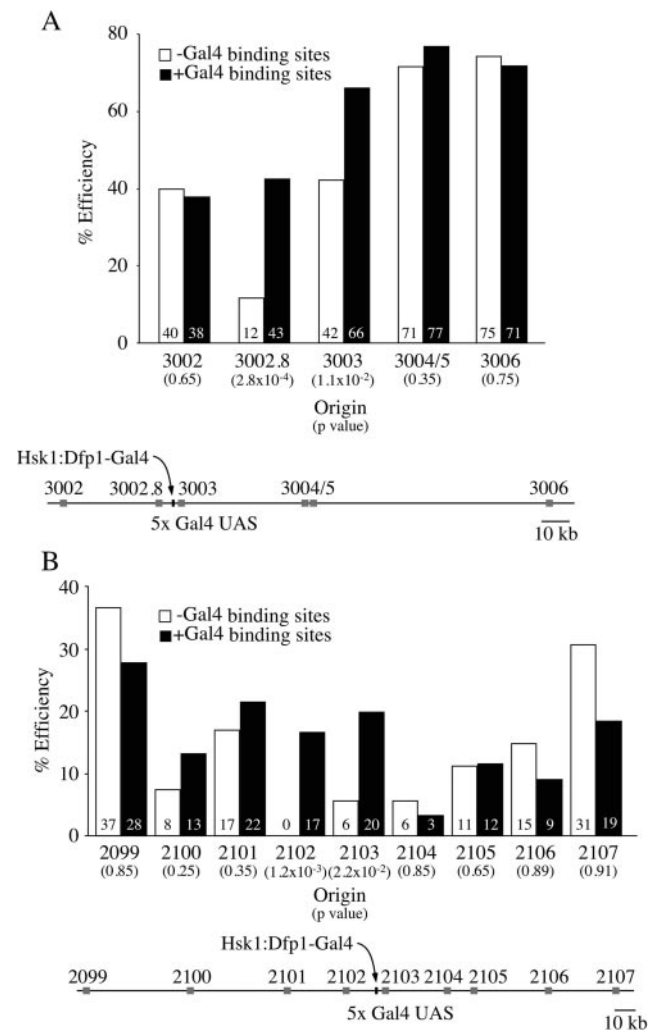 A
80
60
40
20
0
% Efficiency
-Gal4 binding sites
+Gal4 binding sites
40 38 12 43 42 66 71 77 75 71
3002 3002.8 3003 3004/5 3006
(0.65) (2.8x10⁻⁴) (1.1x10⁻²) (0.35) (0.75)
Origin
(p value)
Hsk1:Dfp1-Gal4
3002 3002.8 3003 3004/5 3006
5x Gal4 UAS
10 kb
B
40
30
20
10
0
% Efficiency
-Gal4 binding sites
+Gal4 binding sites
37 28 8 13 17 22 0 17 6 20 6 3 11 12 15 9 31 19
2099 2100 2101 2102 2103 2104 2105 2106 2107
(0.85) (0.25) (0.35) (1.2x10⁻³) (2.2x10⁻²) (0.85) (0.65) (0.89) (0.91)
Origin
(p value)
Hsk1:Dfp1-Gal4
2099 2100 2101 2102 2103 2104 2105 2106 2107
5x Gal4 UAS
10 kb